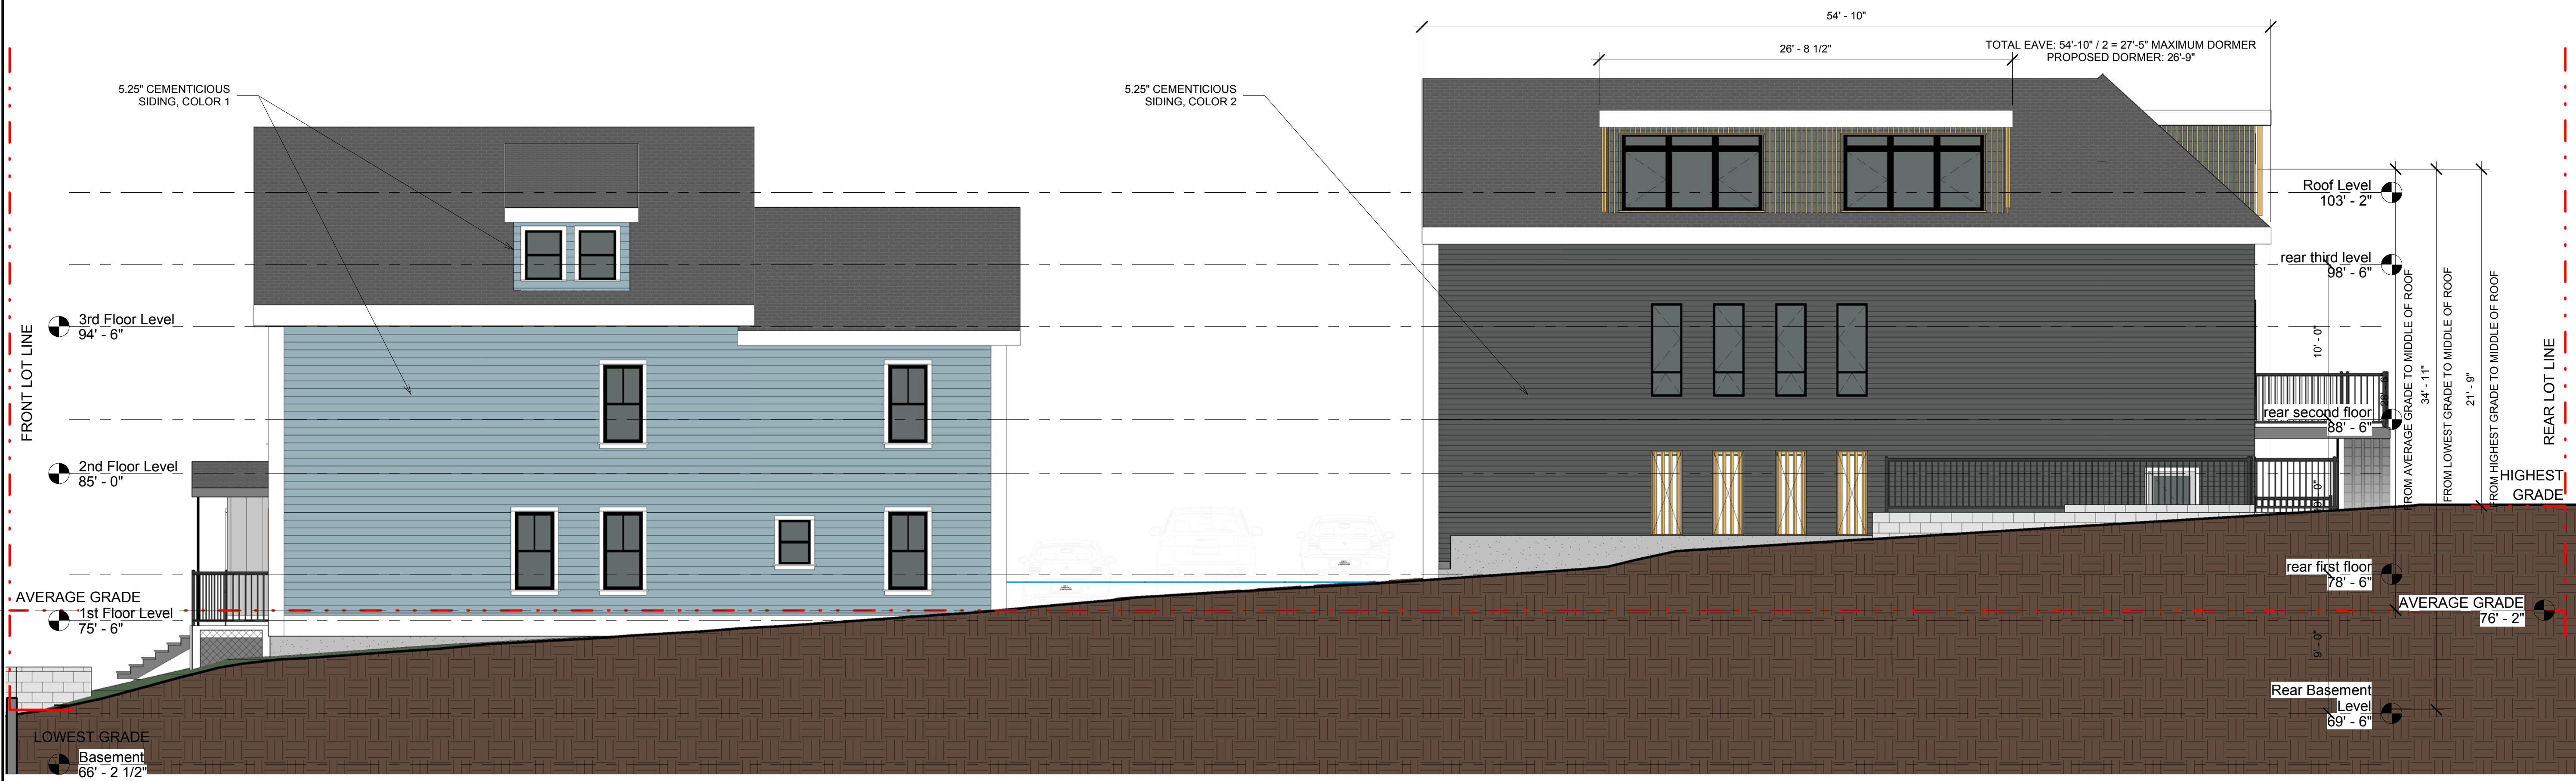 54' - 10"
26' - 8 1/2"
TOTAL EAVE: 54'-10" / 2 = 27'-5" MAXIMUM DORMER
PROPOSED DORMER: 26'-9"
5.25" CEMENTICIOUS
SIDING, COLOR 1
5.25" CEMENTICIOUS
SIDING, COLOR 2
FRONT LOT LINE
3rd Floor Level
94' - 6"
2nd Floor Level
85' - 0"
AVERAGE GRADE
1st Floor Level
75' - 6"
LOWEST GRADE
Basement
66' - 2 1/2"
Roof Level
103' - 2"
rear third level
98' - 6"
10' - 0"
rear second floor
88' - 6"
rear first floor
78' - 6"
9' - 0"
Rear Basement
Level
69' - 6"
FROM AVERAGE GRADE TO MIDDLE OF ROOF
34' - 11"
FROM LOWEST GRADE TO MIDDLE OF ROOF
21' - 9"
FROM HIGHEST GRADE TO MIDDLE OF ROOF
REAR LOT LINE
HIGHEST
GRADE
AVERAGE GRADE
76' - 2"